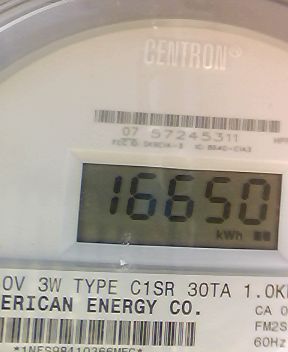 CENTRON®
07 57245311
16650
kWh
0V 3W TYPE C1SR 30TA 1.0K
ERICAN ENERGY CO.
CA 0
FM2S
60Hz